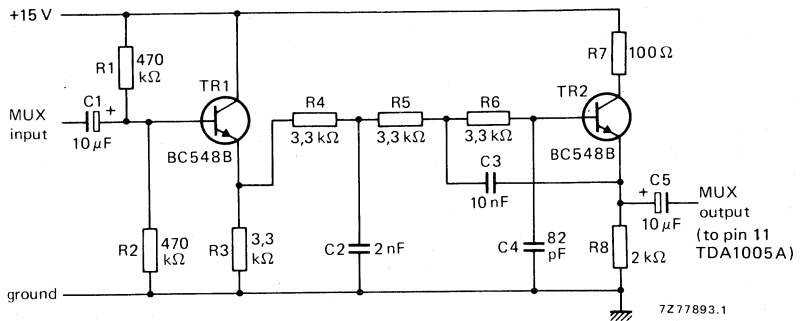 +15 V
R1 470 kΩ
C1 +
10 μF
MUX
input
TR1
BC548B
R2 470 kΩ
R3 3,3 kΩ
R4
3,3 kΩ
R5
3,3 kΩ
R6
3,3 kΩ
C2 2 nF
C3
10 nF
C4 82 pF
R7 100 Ω
TR2
BC548B
+ C5
10 μF
R8 2 kΩ
MUX
output
(to pin 11
TDA1005A)
ground
7Z77893.1